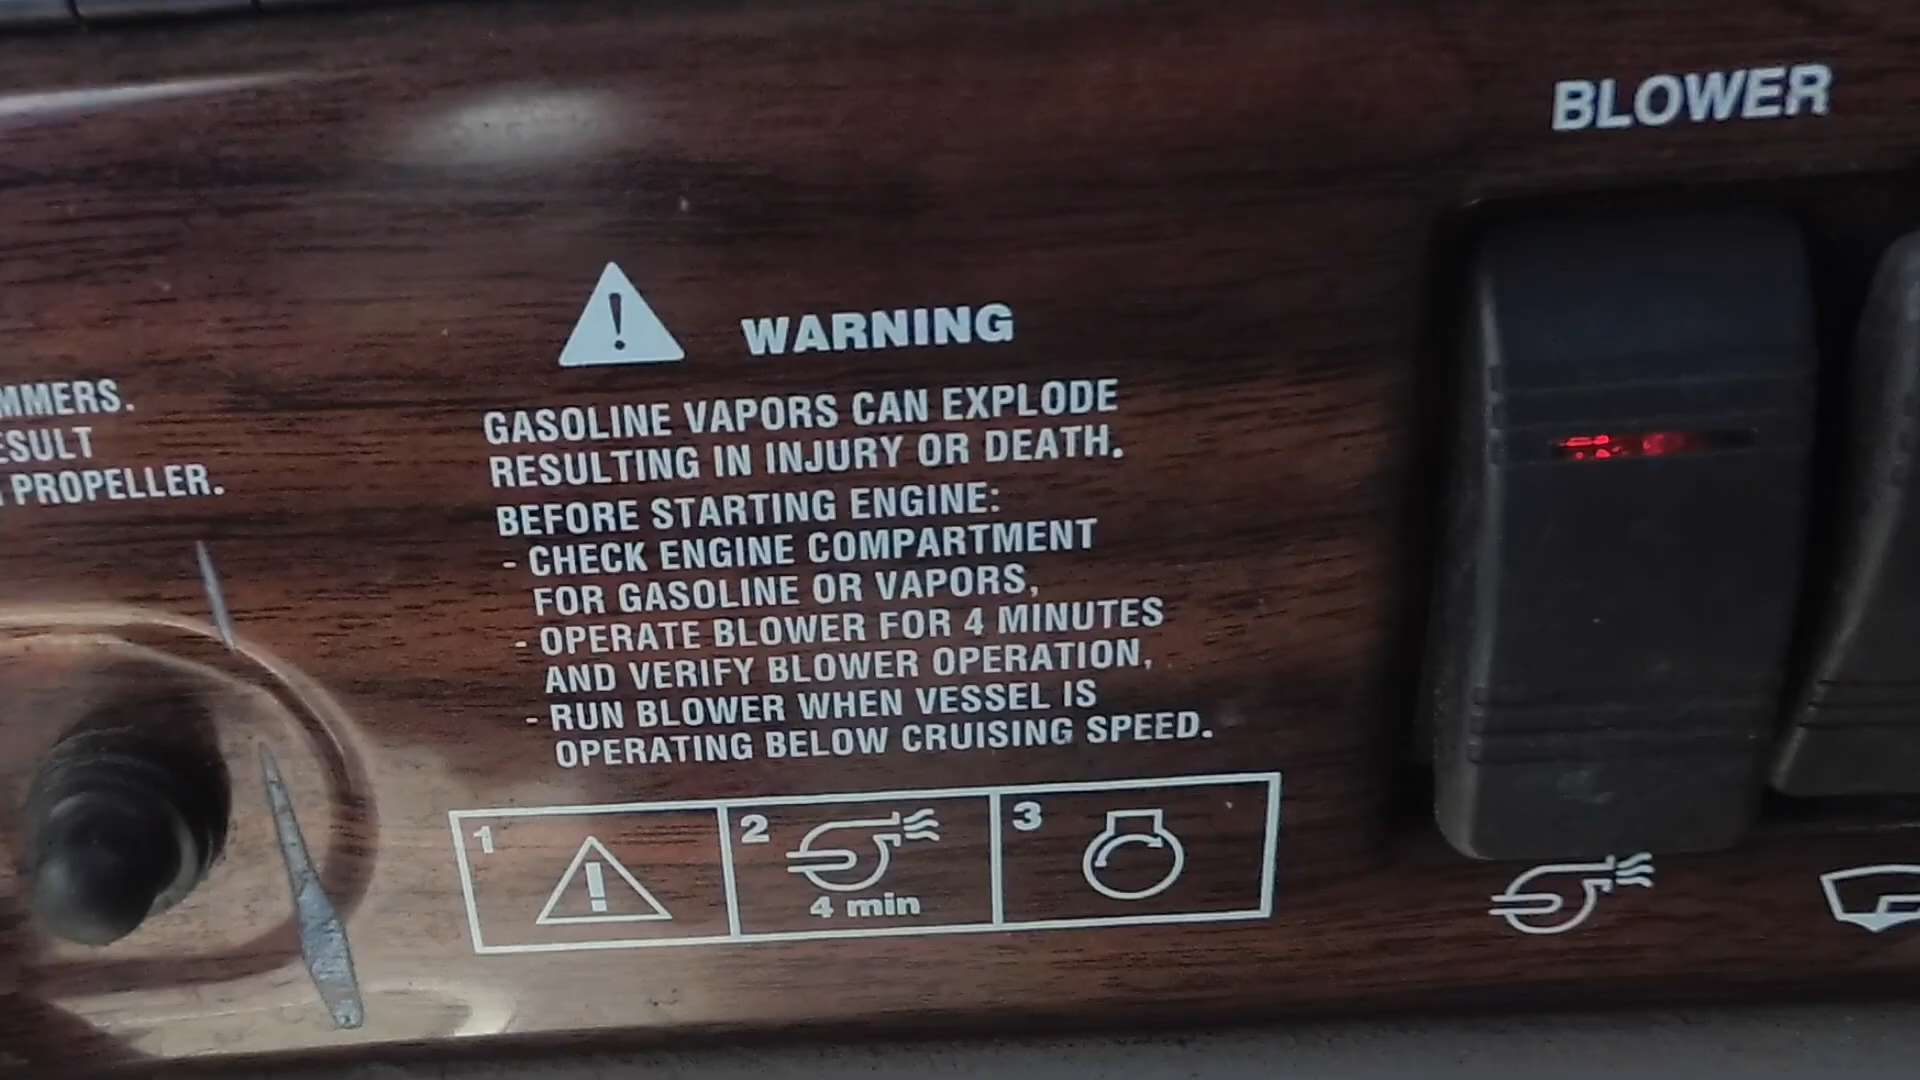 BLOWER
WARNING
GASOLINE VAPORS CAN EXPLODE
RESULTING IN INJURY OR DEATH.
BEFORE STARTING ENGINE:
- CHECK ENGINE COMPARTMENT
FOR GASOLINE OR VAPORS,
- OPERATE BLOWER FOR 4 MINUTES
AND VERIFY BLOWER OPERATION,
- RUN BLOWER WHEN VESSEL IS
OPERATING BELOW CRUISING SPEED.
MMERS.
ESULT
PROPELLER.
1
2
4 min
3